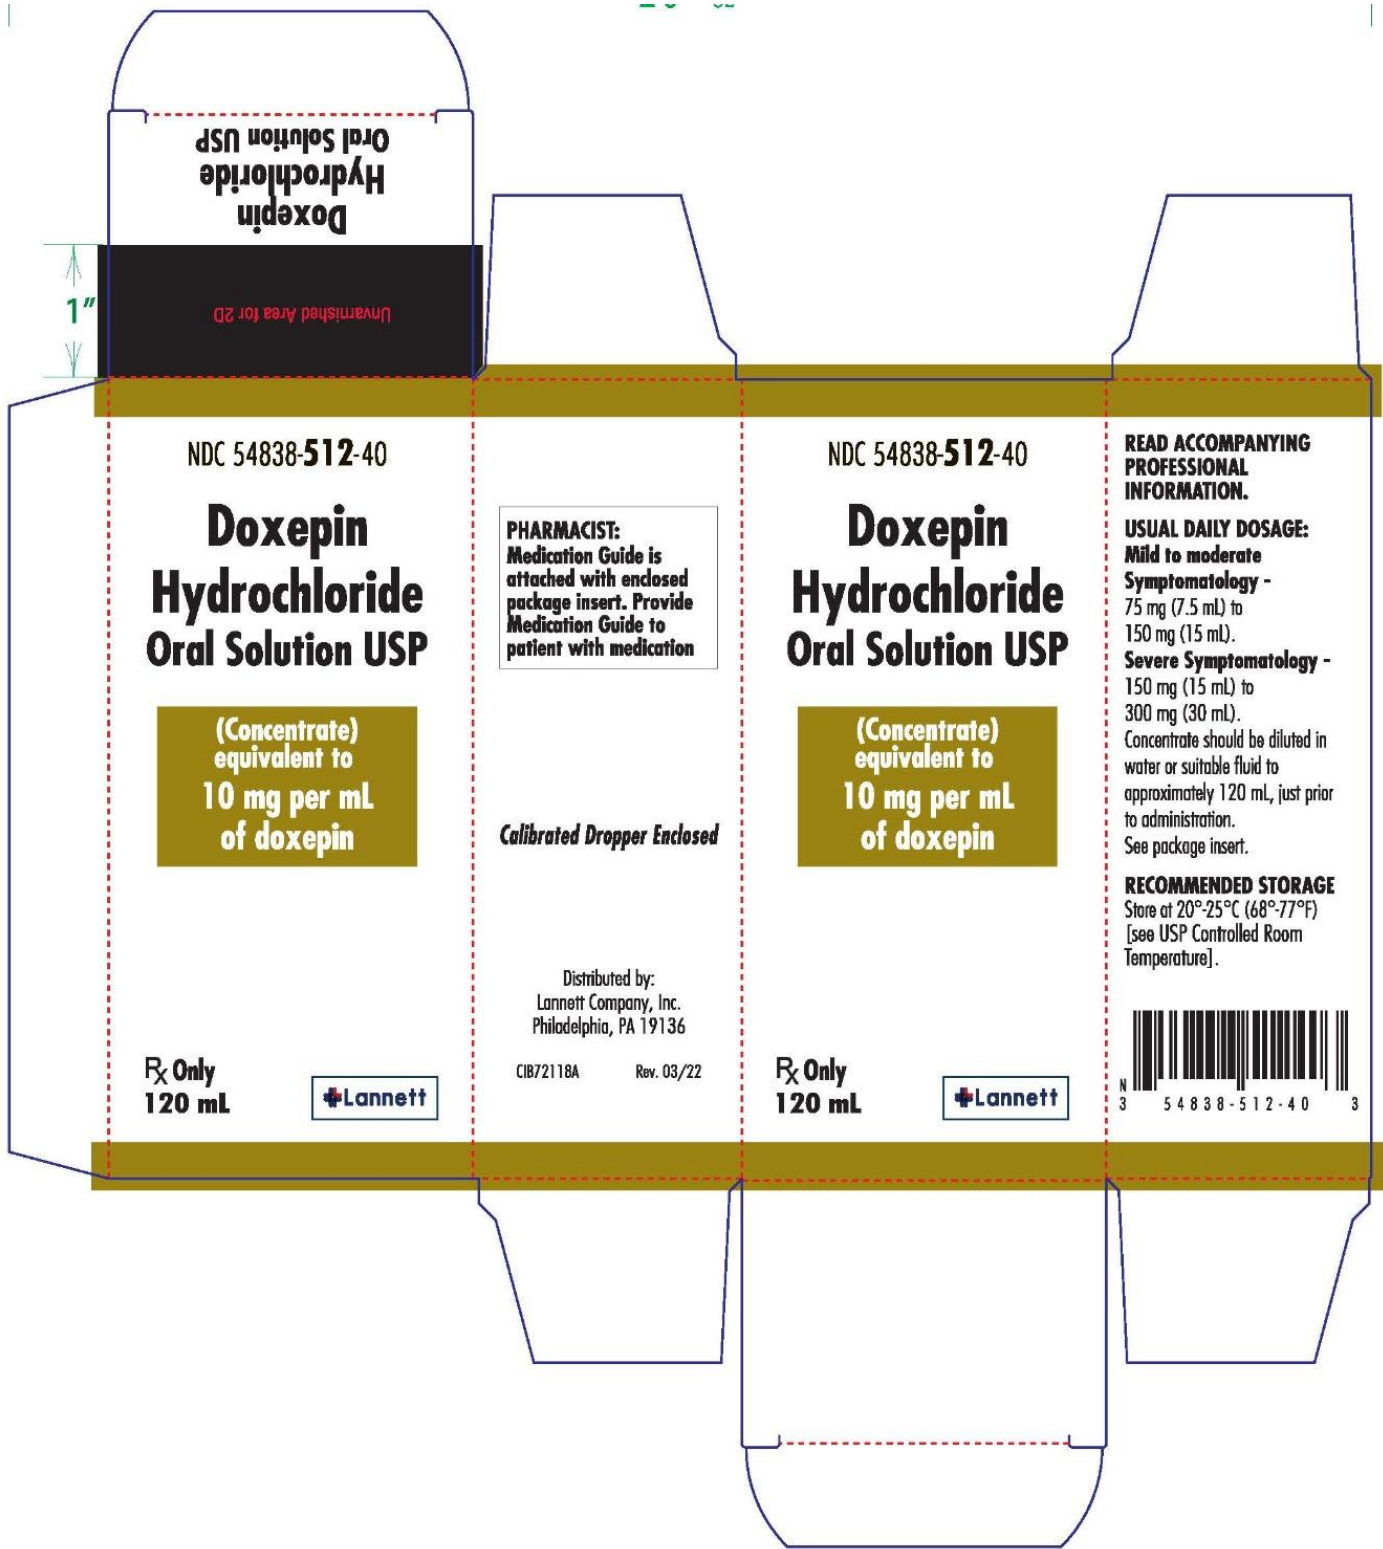 Doxepin
Hydrochloride
Oral Solution USP
Unvarnished Area for 2D
1"
NDC 54838-512-40
Doxepin
Hydrochloride
Oral Solution USP
(Concentrate)
equivalent to
10 mg per mL
of doxepin
Rx Only
120 mL
Lannett
PHARMACIST:
Medication Guide is
attached with enclosed
package insert. Provide
Medication Guide to
patient with medication
Calibrated Dropper Enclosed
Distributed by:
Lannett Company, Inc.
Philadelphia, PA 19136
CIB72118A Rev. 03/22
NDC 54838-512-40
Doxepin
Hydrochloride
Oral Solution USP
(Concentrate)
equivalent to
10 mg per mL
of doxepin
Rx Only
120 mL
Lannett
READ ACCOMPANYING
PROFESSIONAL
INFORMATION.
USUAL DAILY DOSAGE:
Mild to moderate
Symptomatology -
75 mg (7.5 mL) to
150 mg (15 mL).
Severe Symptomatology -
150 mg (15 mL) to
300 mg (30 mL).
Concentrate should be diluted in
water or suitable fluid to
approximately 120 mL, just prior
to administration.
See package insert.
RECOMMENDED STORAGE
Store at 20°-25°C (68°-77°F)
[see USP Controlled Room
Temperature].
N
3 54838-512-40 3